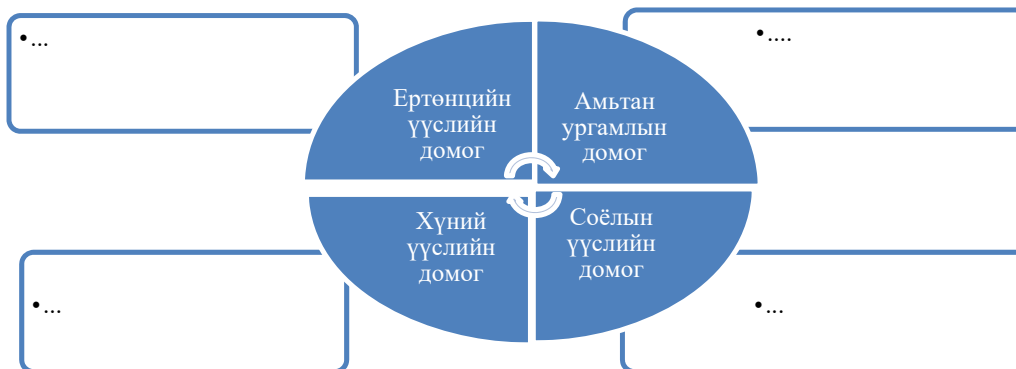 •...
•....
Ертөнцийн
үүслийн
домог
Амьтан
ургамлын
домог
Хүний
үүслийн
домог
Соёлын
үүслийн
домог
•...
•...